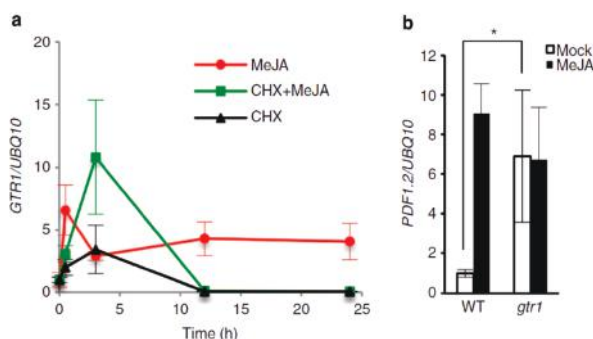 a
GTR1/UBQ10
20
15
10
5
0
0
5
10
15
20
25
Time (h)
MeJA
CHX+MeJA
CHX
b
PDF1.2/UBQ10
12
10
8
6
4
2
0
*
Mock
MeJA
WT
gtr1